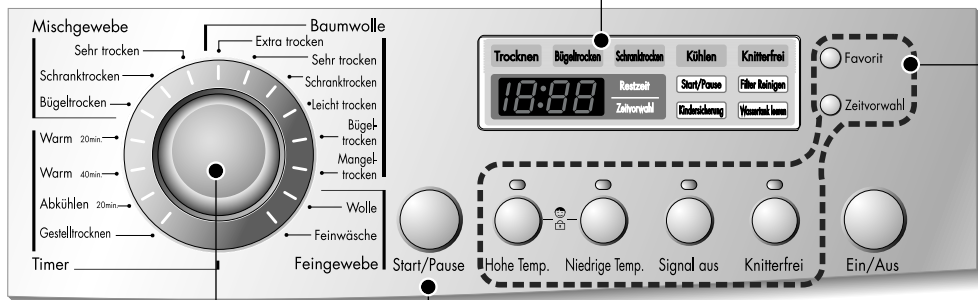 Mischgewebe
Baumwolle
Sehr trocken
Schranktrocken
Bügeltrocken
Extra trocken
Sehr trocken
Schranktrocken
Leicht trocken
Bügel-
trocken
Mangel-
trocken
Warm 20min.
Warm 40min.
Abkühlen 20min.
Gestelltrocknen
Wolle
Feinwäsche
Timer
Feingewebe
Trocknen Bügeltrocken Schranktrocken Kühlen Knitterfrei
18:88
Restzeit
Zeitvorwahl
Start/Pause Filter Reinigen
Kindersicherung Wassertank leeren
Favorit
Zeitvorwahl
Start/Pause Hohe Temp. Niedrige Temp. Signal aus Knitterfrei Ein/Aus